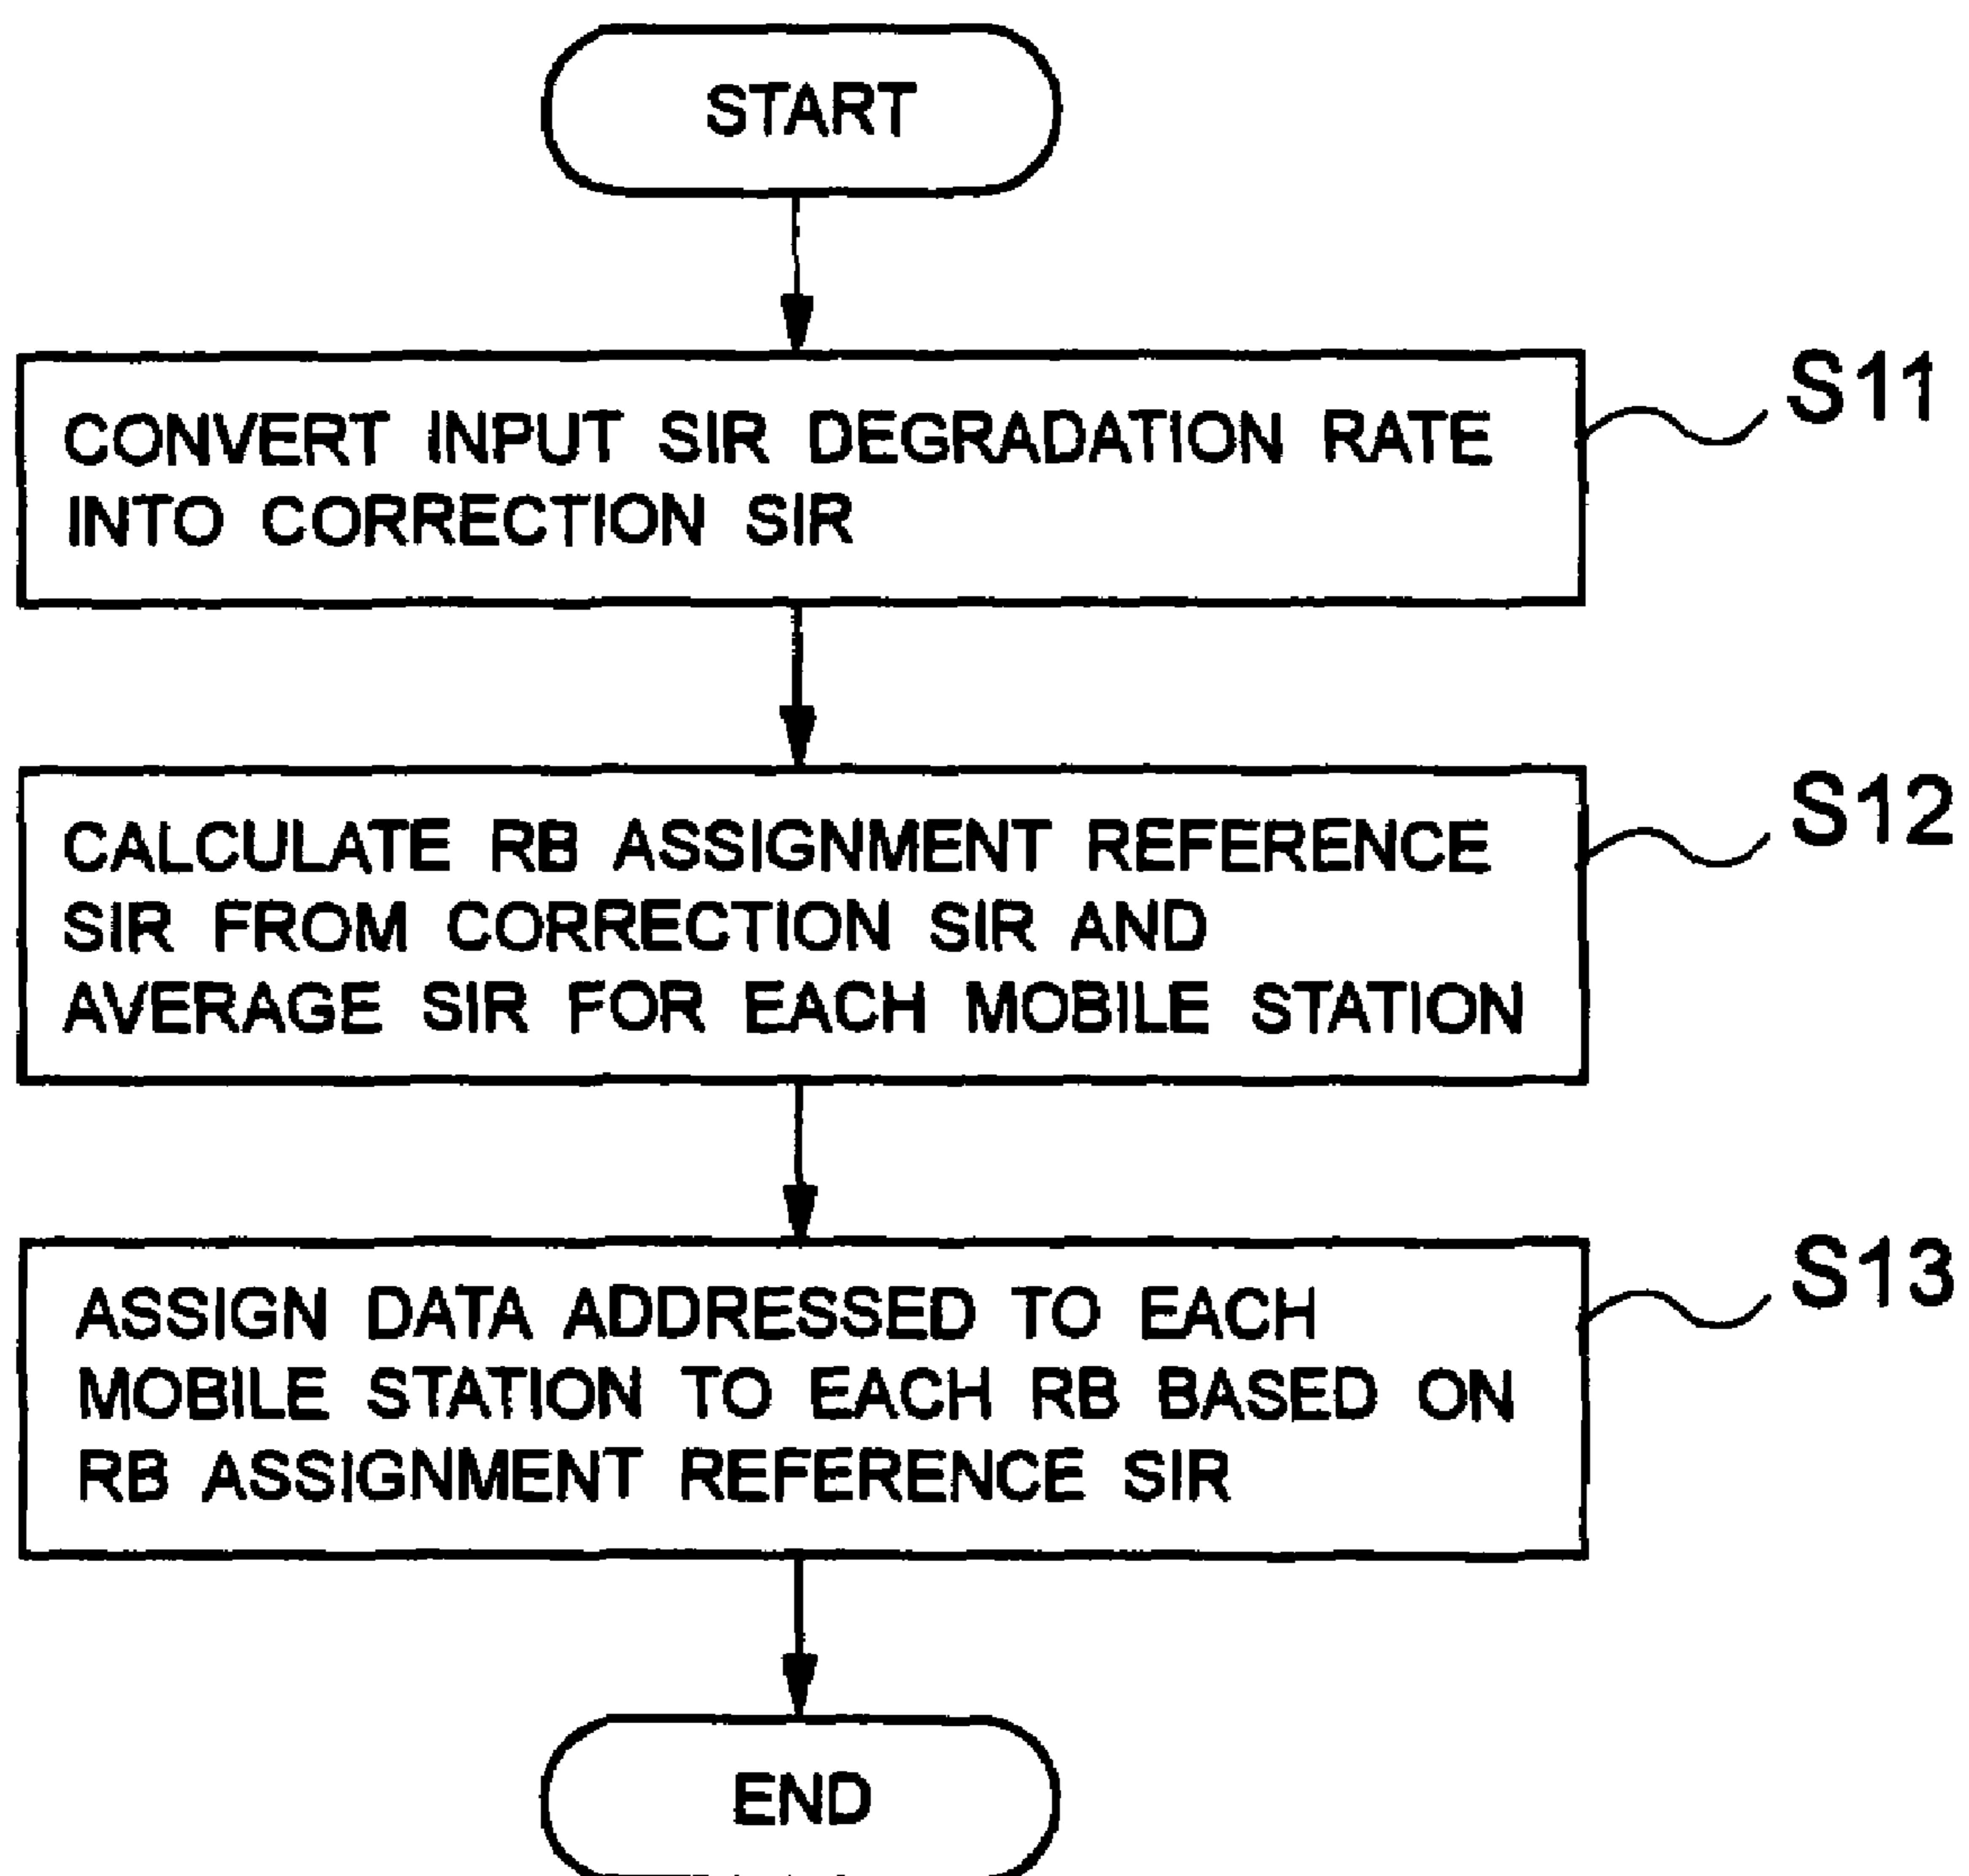 START
CONVERT INPUT SIR DEGRADATION RATE
INTO CORRECTION SIR
S11
CALCULATE RB ASSIGNMENT REFERENCE
SIR FROM CORRECTION SIR AND
AVERAGE SIR FOR EACH MOBILE STATION
S12
ASSIGN DATA ADDRESSED TO EACH
MOBILE STATION TO EACH RB BASED ON
RB ASSIGNMENT REFERENCE SIR
S13
END